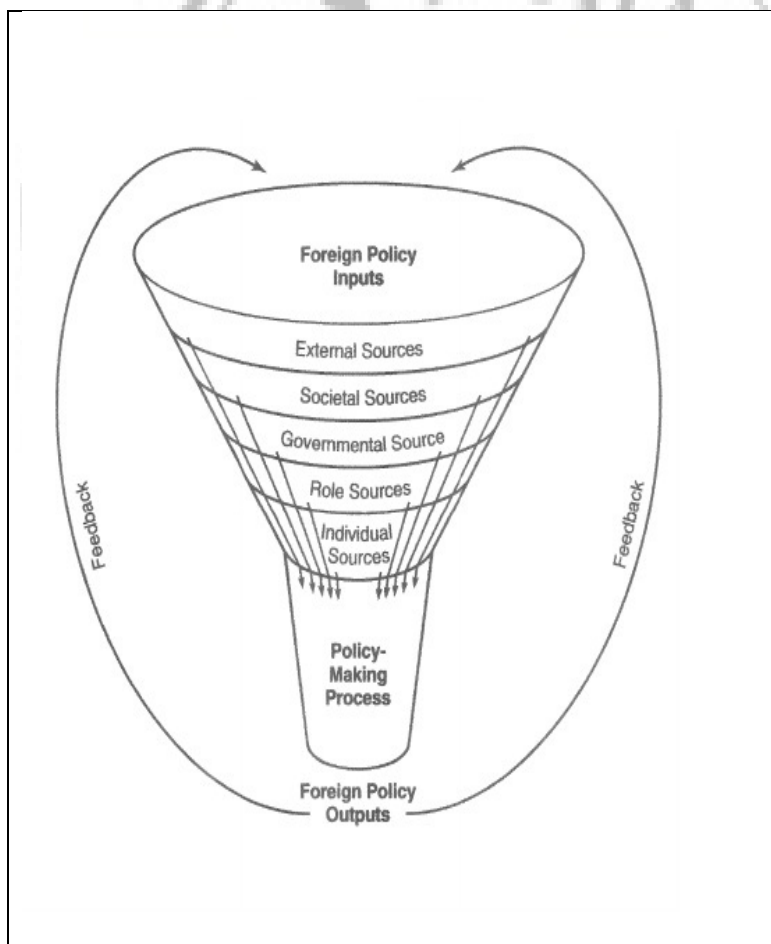 Foreign Policy
Inputs
External Sources
Societal Sources
Governmental Source
Role Sources
Individual
Sources
Feedback
Feedback
Policy-
Making
Process
Foreign Policy
Outputs